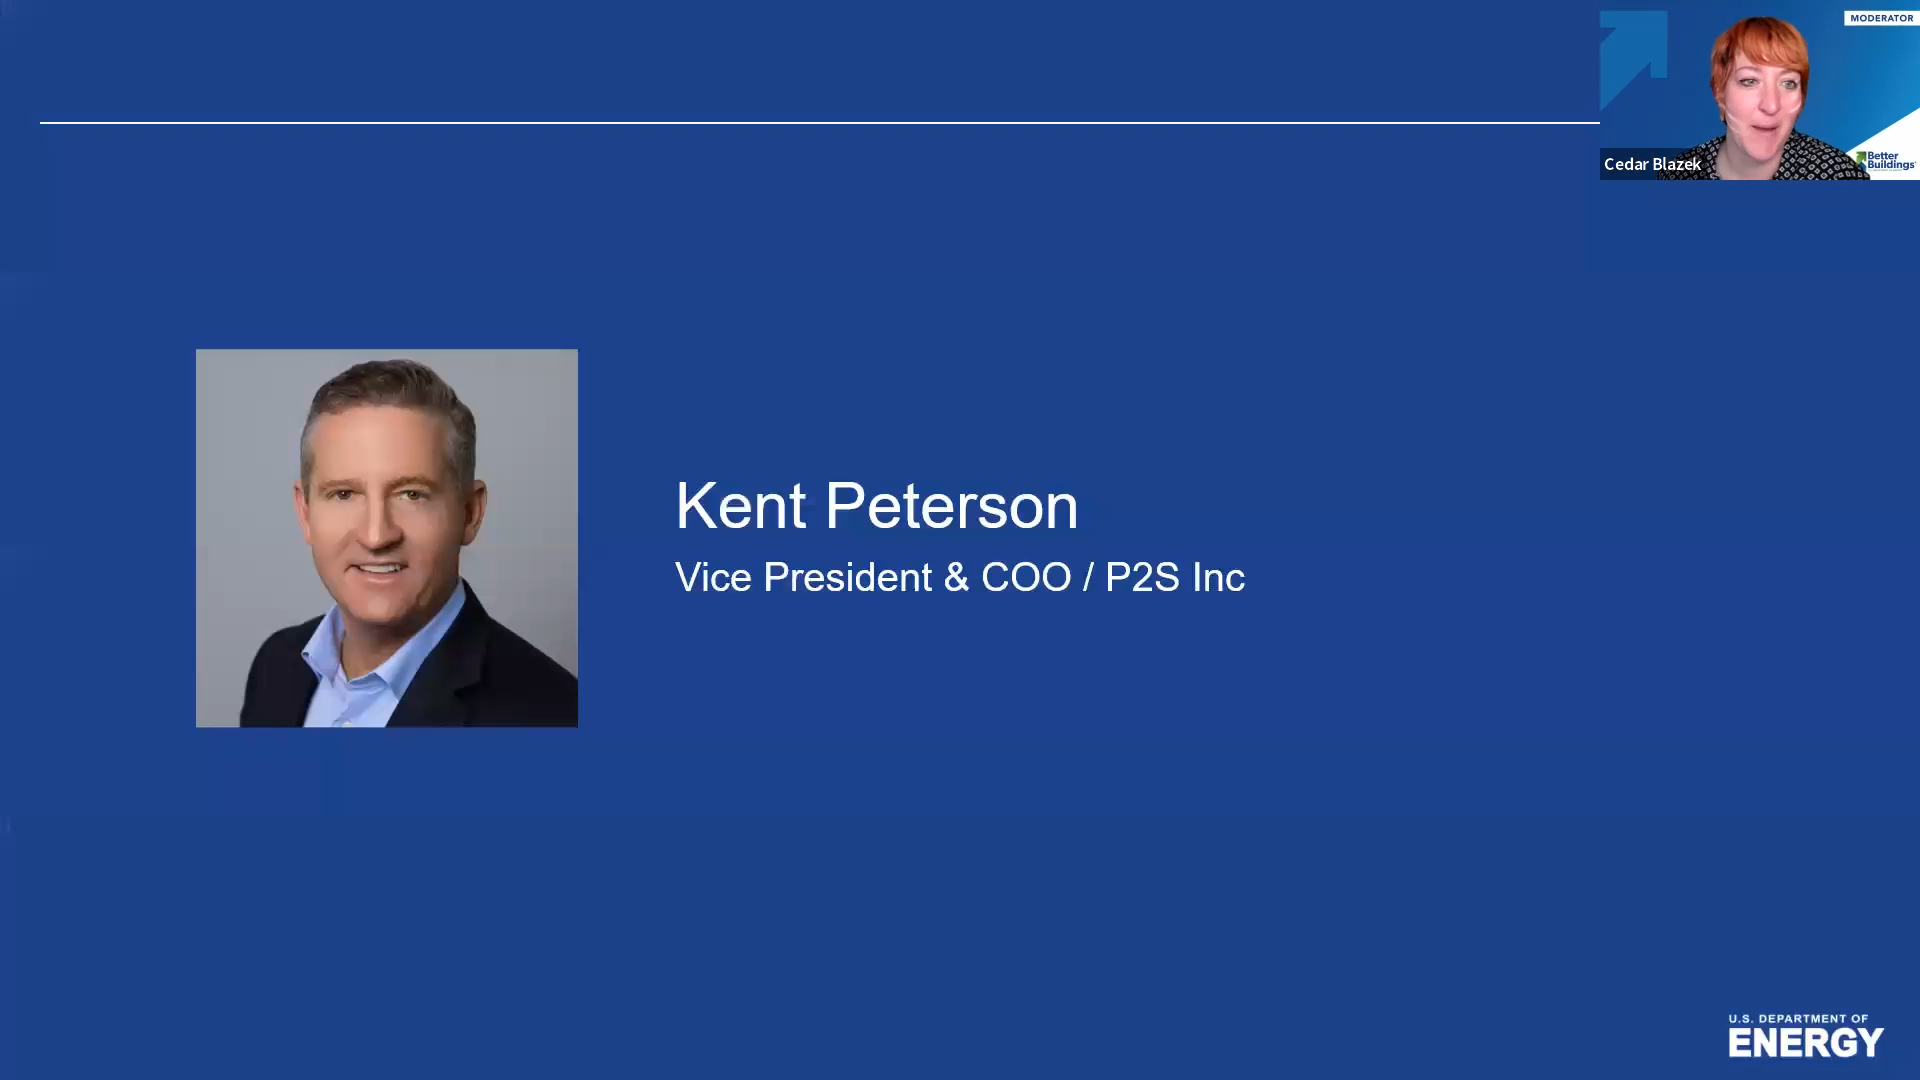 MODERATOR
Cedar Blazek
Better
Buildings
Kent Peterson
Vice President & COO / P2S Inc
U.S. DEPARTMENT OF
ENERGY